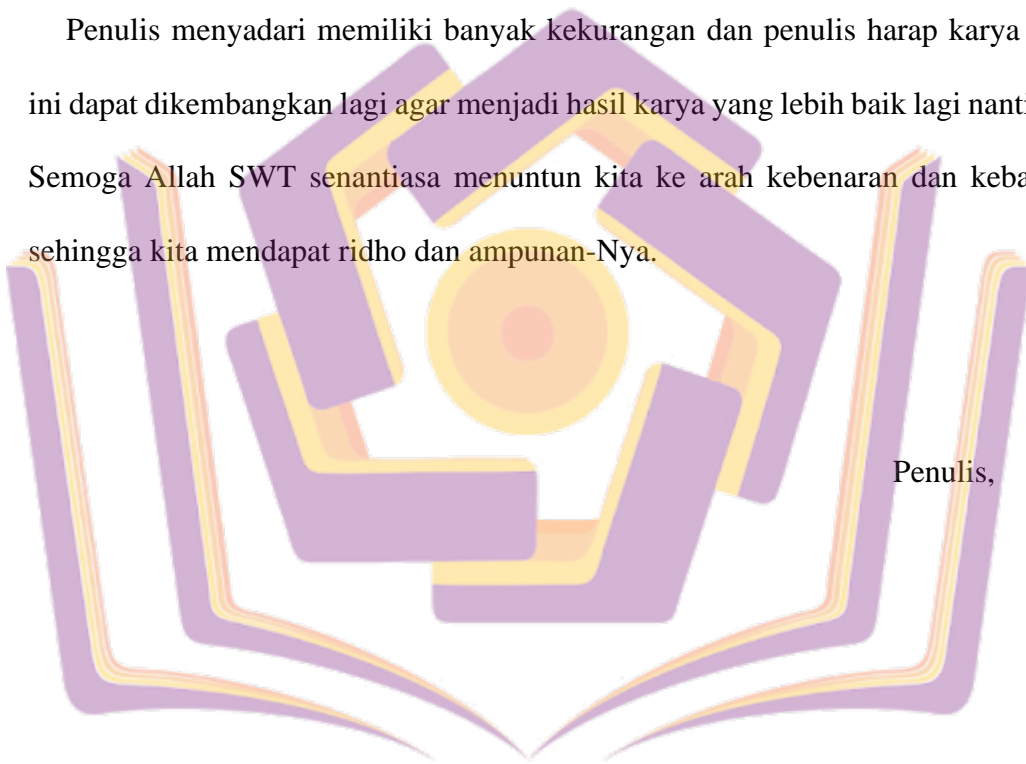 Penulis menyadari memiliki banyak kekurangan dan penulis harap karya
ini dapat dikembangkan lagi agar menjadi hasil karya yang lebih baik lagi nanti
Semoga Allah SWT senantiasa menuntun kita ke arah kebenaran dan keba
sehingga kita mendapat ridho dan ampunan-Nya.
Penulis,